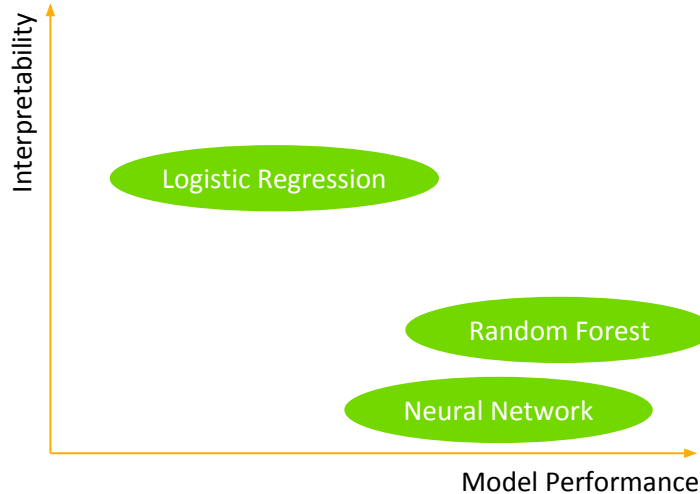 Interpretability
Logistic Regression
Random Forest
Neural Network
Model Performance